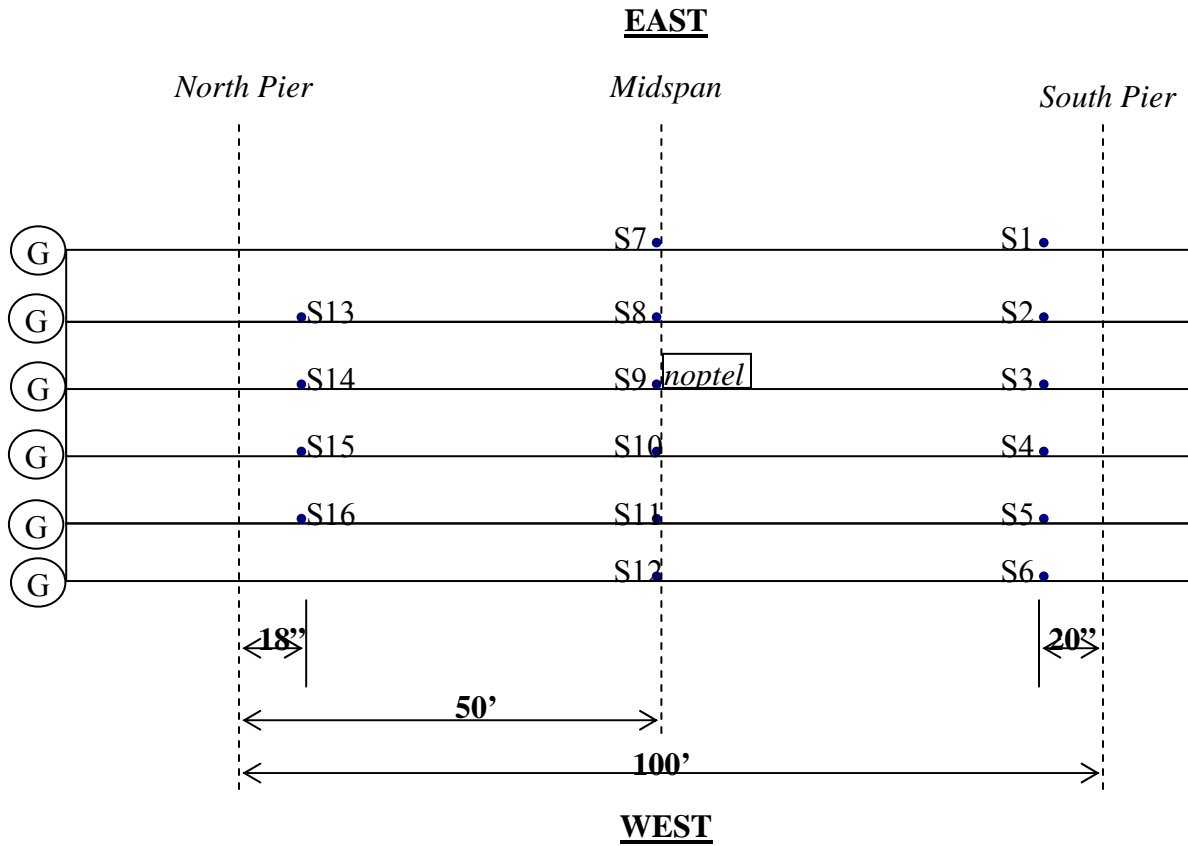 EAST
North Pier Midspan South Pier
G S7 S1
G S13 S8 S2
G S14 S9 noptel S3
G S15 S10 S4
G S16 S11 S5
G S12 S6
18” 20”
50’
100’
WEST